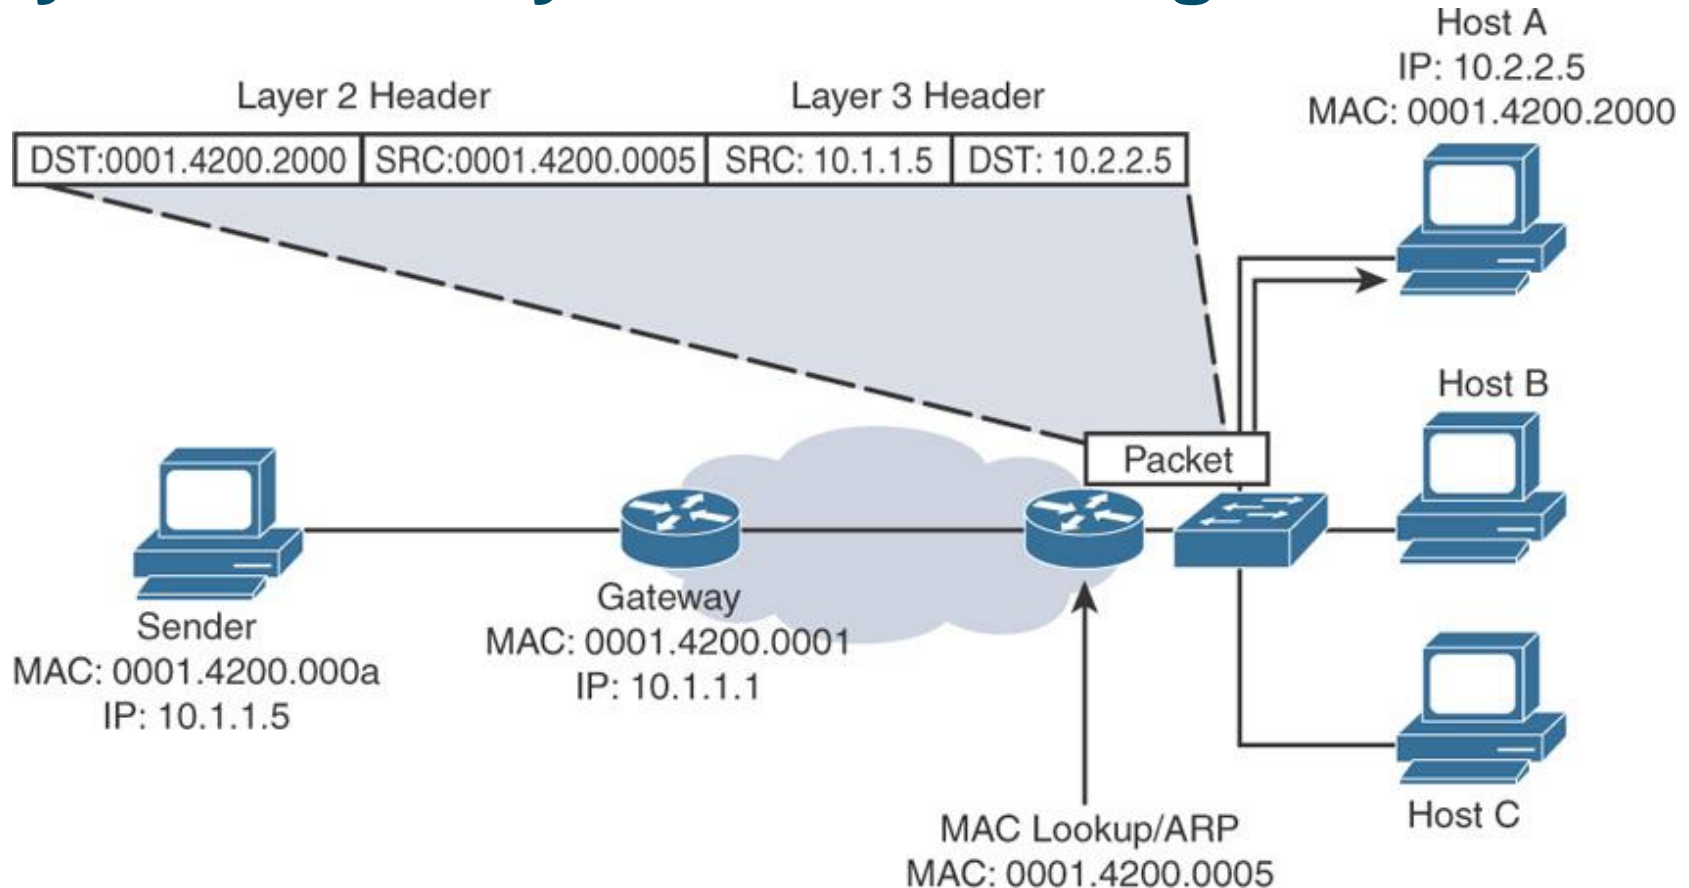 Host A
IP: 10.2.2.5
MAC: 0001.4200.2000
Layer 2 Header
Layer 3 Header
DST:0001.4200.2000 SRC:0001.4200.0005 SRC: 10.1.1.5 DST: 10.2.2.5
Host B
Packet
Sender
MAC: 0001.4200.000a
IP: 10.1.1.5
Gateway
MAC: 0001.4200.0001
IP: 10.1.1.1
MAC Lookup/ARP
MAC: 0001.4200.0005
Host C